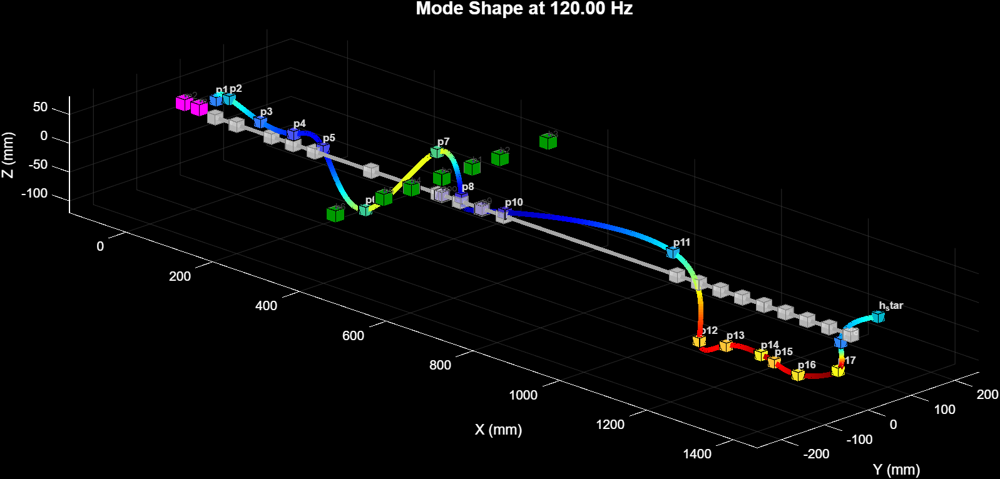 Mode Shape at 120.00 Hz
50
0
-50
-100
Z (mm)
p1
p2
p3
p4
p5
p7
p8
p10
p11
p12
p13
p14
p15
p16
h_star
0
200
400
600
800
1000
1200
1400
X (mm)
200
100
0
-100
-200
Y (mm)